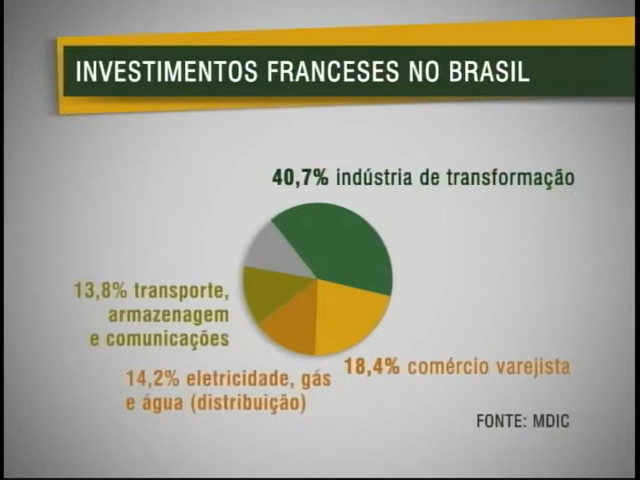 INVESTIMENTOS FRANCESES NO BRASIL
40,7% indústria de transformação
13,8% transporte,
armazenagem
e comunicações
18,4% comércio varejista
14,2% eletricidade, gás
e água (distribuição)
FONTE: MDIC